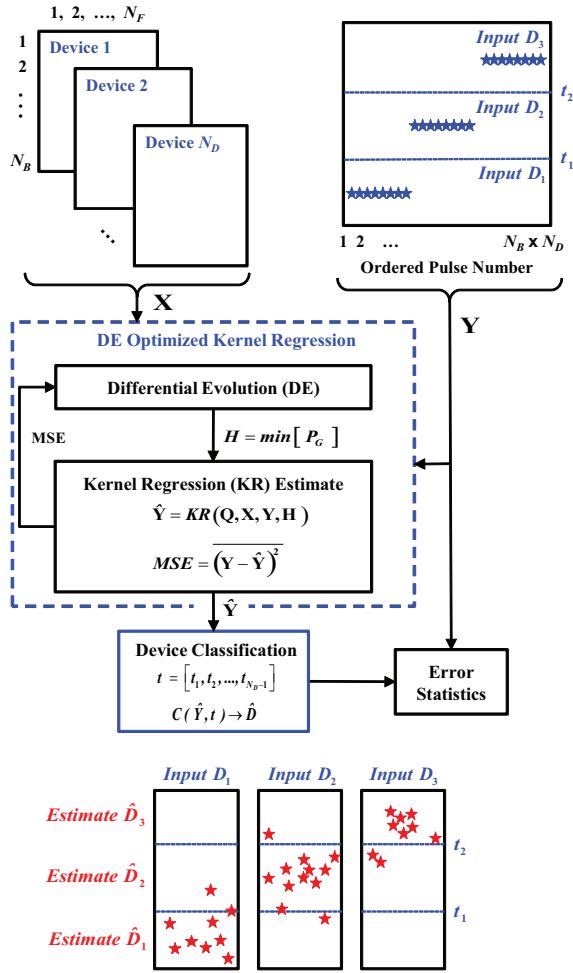 1, 2, ..., N_F
1
2
N_B
Device 1
Device 2
Device N_D
...
Input D_3
t_2
Input D_2
t_1
Input D_1
1 2 ... N_B x N_D
Ordered Pulse Number
X
Y
DE Optimized Kernel Regression
Differential Evolution (DE)
MSE
H = min[ P_G ]
Kernel Regression (KR) Estimate
Ŷ = KR(Q, X, Y, H)
MSE = \overline{(Y − Ŷ)^2}
Ŷ
Device Classification
t = [t_1, t_2, ..., t_{N_D−1}]
C(Ŷ, t) → D̂
Error
Statistics
Input D_1 Input D_2 Input D_3
Estimate D̂_3
t_2
Estimate D̂_2
t_1
Estimate D̂_1